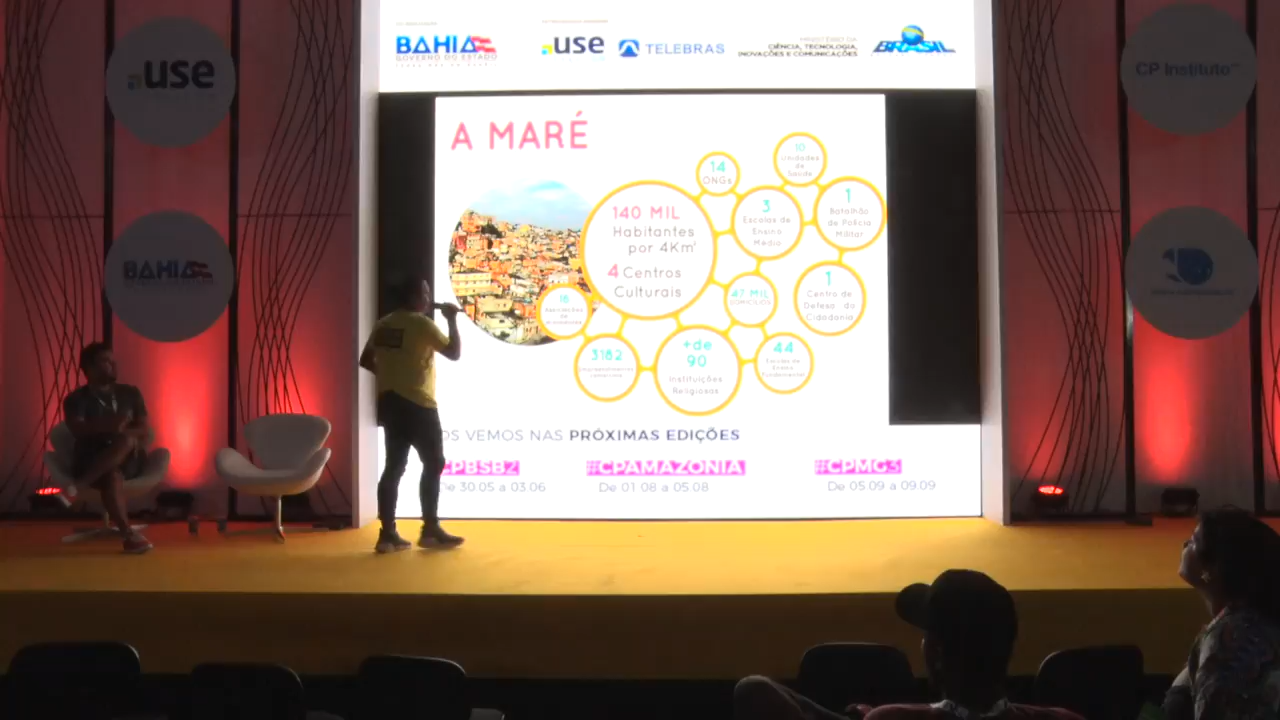 BAHIA
GOVERNO DO ESTADO
use
TELEBRAS
CIÊNCIA, TECNOLOGIA,
INOVAÇÕES E COMUNICAÇÕES
BRASIL
use
CP Instituto
BAHIA
A MARÉ
140 MIL
Habitantes
por 4Km²
4 Centros
Culturais
14
ONGs
10
Unidades
de
Saúde
3
Escolas de
Ensino
Médio
1
Batalhão
de Polícia
Militar
47 MIL
DOMICÍLIOS
1
Centro de
Defesa da
Cidadania
16
3182
+de
90
Instituições
Religiosas
44
Escolas de
Ensino
Fundamental
OS VEMOS NAS PRÓXIMAS EDIÇÕES
CPBSB2
#CPAMAZONIA
#CPMG3
De 30.05 a 03.06
De 01.08 a 05.08
De 05.09 a 09.09